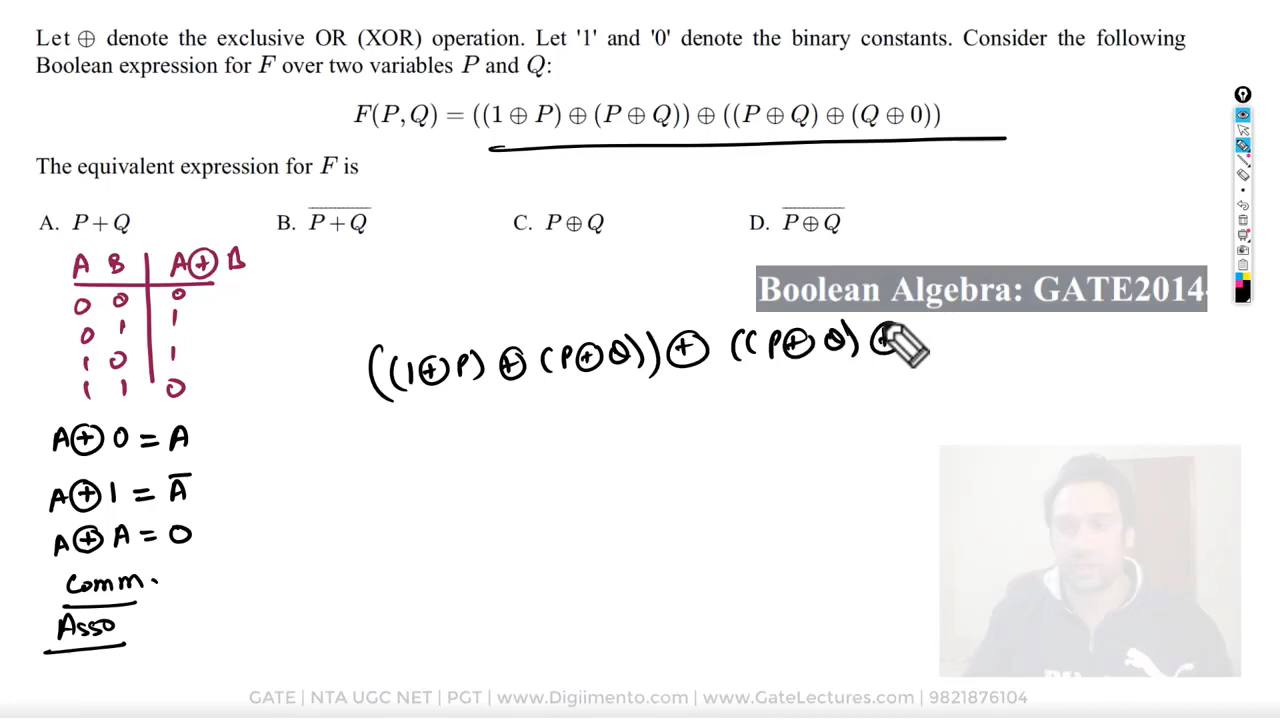 Let ⊕ denote the exclusive OR (XOR) operation. Let '1' and '0' denote the binary constants. Consider the following
Boolean expression for F over two variables P and Q:
F(P,Q) = ((1 ⊕ P) ⊕ (P ⊕ Q)) ⊕ ((P ⊕ Q) ⊕ (Q ⊕ 0))
The equivalent expression for F is
A. P + Q B. \overline{P + Q} C. P ⊕ Q D. \overline{P ⊕ Q}
A B A ⊕ B
0 0 0
0 1 1
1 0 1
1 1 0
Boolean Algebra: GATE2014-
((1 ⊕ P) ⊕ (P ⊕ Q)) ⊕ ((P ⊕ Q) ⊕
A ⊕ 0 = A
A ⊕ 1 = \overline{A}
A ⊕ A = 0
Comm.
Asso
GATE | NTA UGC NET | PGT | www.Digiimento.com | www.GateLectures.com | 9821876104